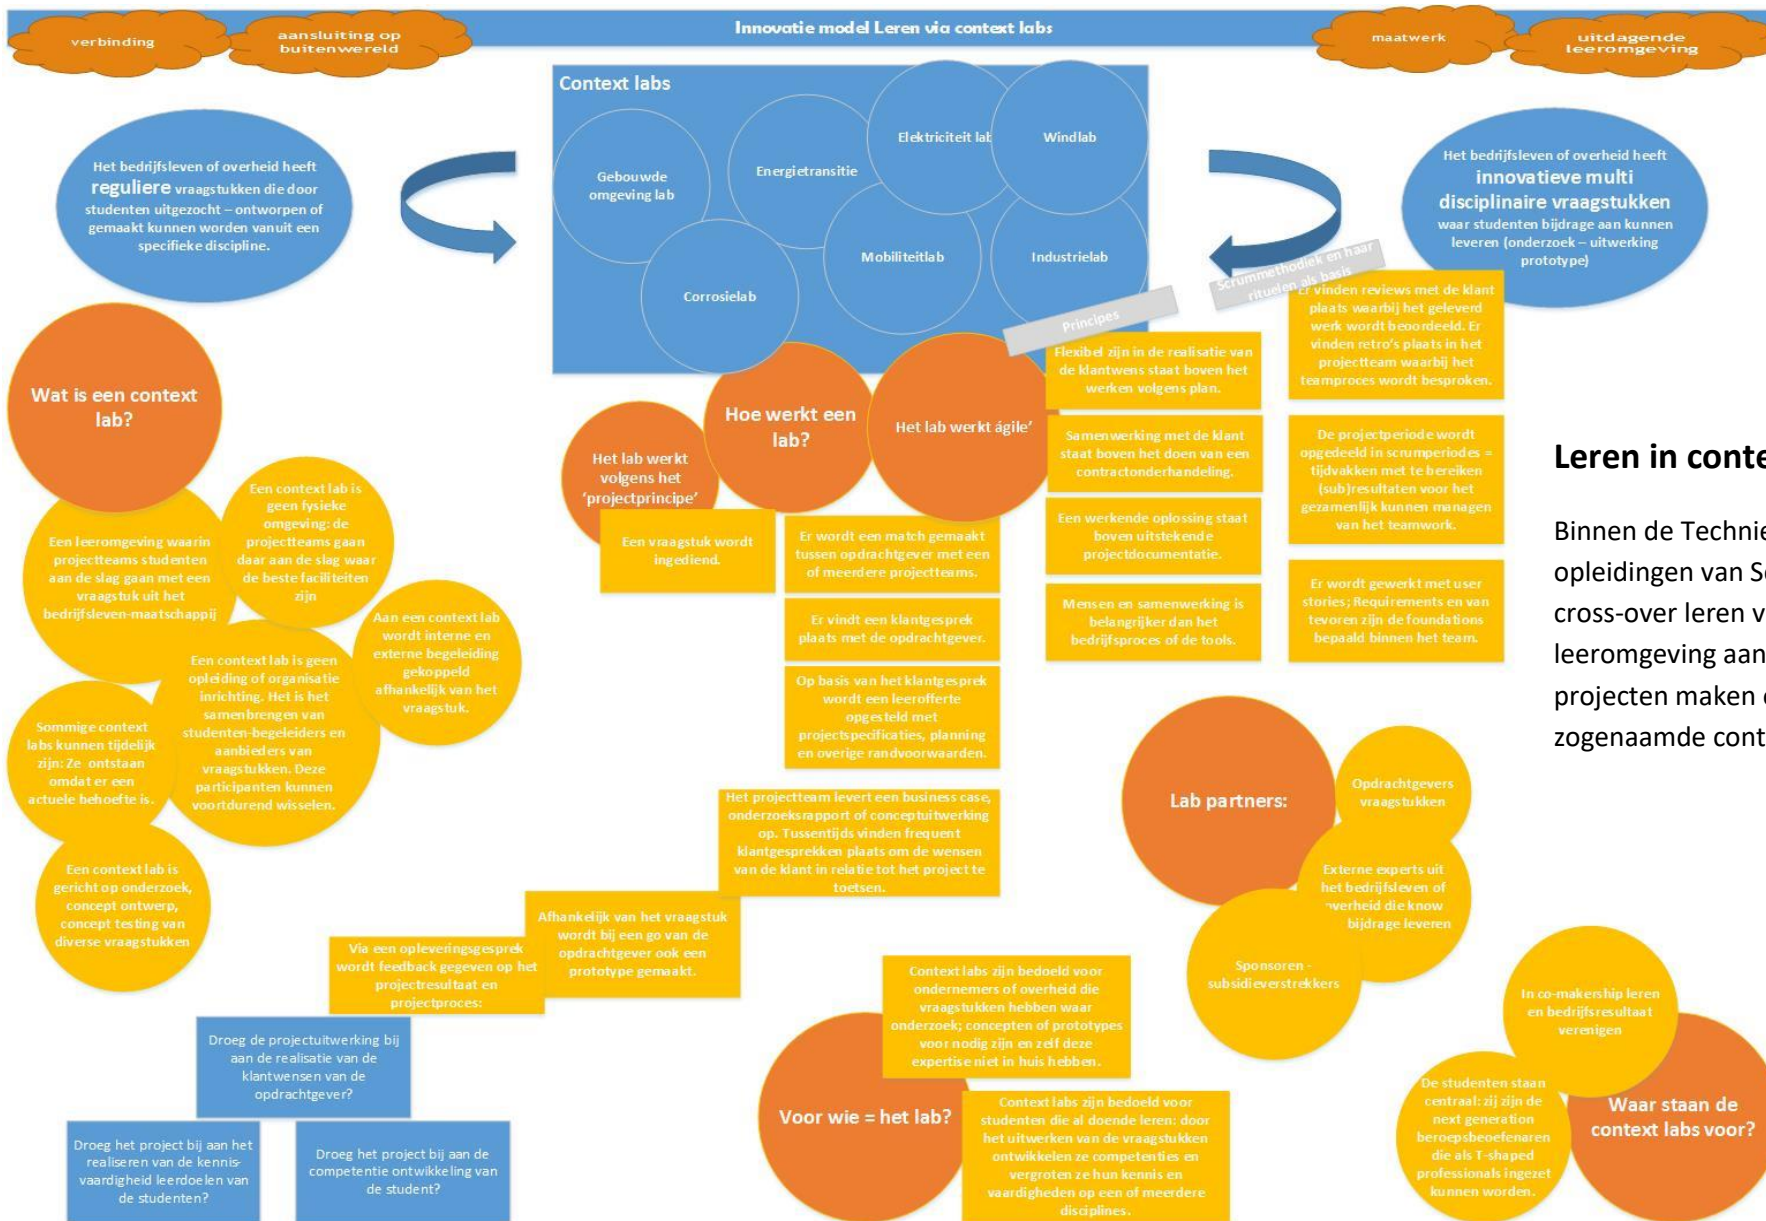 Innovatie model Leren via context labs
verbinding
aansluiting op
buitenwereld
maatwerk
uitdagende
leeromgeving
Het bedrijfsleven of overheid heeft
reguliere vraagstukken die door
studenten uitgezocht – ontworpen of
gemaakt kunnen worden vanuit een
specifieke discipline.
Context labs
Gebouwde
omgeving lab
Energietransitie
Elektriciteit lab
Windlab
Corrosielab
Mobiliteitlab
Industrielab
Het bedrijfsleven of overheid heeft
innovatieve multi
disciplinaire vraagstukken
waar studenten bijdrage aan kunnen
leveren (onderzoek – uitwerking
prototype)
Wat is een context
lab?
Een leeromgeving waarin
projectteams studenten
aan de slag gaan met een
vraagstuk uit het
bedrijfsleven-maatschappij
Een context lab is
geen fysieke
omgeving: de
projectteams gaan
daar aan de slag waar
de beste faciliteiten
zijn
Aan een context lab
wordt interne en
externe begeleiding
gekoppeld
afhankelijk van het
vraagstuk.
Een context lab is geen
opleiding of organisatie
inrichting. Het is het
samenbrengen van
studenten-begeleiders en
aanbieders van
vraagstukken. Deze
participanten kunnen
voortdurend wisselen.
Sommige context
labs kunnen tijdelijk
zijn: Ze ontstaan
omdat er een
actuele behoefte is.
Een context lab is
gericht op onderzoek,
concept ontwerp,
concept testing van
diverse vraagstukken
Hoe werkt een
lab?
Het lab werkt
volgens het
‘projectprincipe’
Een vraagstuk wordt
ingediend.
Er wordt een match gemaakt
tussen opdrachtgever met een
of meerdere projectteams.
Er vindt een klantgesprek
plaats met de opdrachtgever.
Op basis van het klantgesprek
wordt een leerofferte
opgesteld met
projectspecificaties, planning
en overige randvoorwaarden.
Het projectteam levert een business case,
onderzoeksrapport of conceptuitwerking
op. Tussentijds vinden frequent
klantgesprekken plaats om de wensen
van de klant in relatie tot het project te
toetsen.
Afhankelijk van het vraagstuk
wordt bij een go van de
opdrachtgever ook een
prototype gemaakt.
Via een opleveringsgesprek
wordt feedback gegeven op het
projectresultaat en
projectproces:
Droeg de projectuitwerking bij
aan de realisatie van de
klantwensen van de
opdrachtgever?
Droeg het project bij aan het
realiseren van de kennis-
vaardigheid leerdoelen van
de studenten?
Droeg het project bij aan de
competentie ontwikkeling van
de student?
Het lab werkt ágile’
Principes
Flexibel zijn in de realisatie van
de klantwens staat boven het
werken volgens plan.
Samenwerking met de klant
staat boven het doen van een
contractonderhandeling.
Een werkende oplossing staat
boven uitstekende
projectdocumentatie.
Mensen en samenwerking is
belangrijker dan het
bedrijfsproces of de tools.
Scrummethodiek en haar
rituelen als basis
Er vinden reviews met de klant
plaats waarbij het geleverd
werk wordt beoordeeld. Er
vinden retro’s plaats in het
projectteam waarbij het
teamproces wordt besproken.
De projectperiode wordt
opgedeeld in scrumperiodes =
tijdvakken met te bereiken
(sub)resultaten voor het
gezamenlijk kunnen managen
van het teamwork.
Er wordt gewerkt met user
stories; Requirements en van
tevoren zijn de foundations
bepaald binnen het team.
Lab partners:
Opdrachtgevers
vraagstukken
Externe experts uit
het bedrijfsleven of
overheid die know
bijdrage leveren
Sponsoren -
subsidieverstrekkers
Voor wie = het lab?
Context labs zijn bedoeld voor
ondernemers of overheid die
vraagstukken hebben waar
onderzoek; concepten of prototypes
voor nodig zijn en zelf deze
expertise niet in huis hebben.
Context labs zijn bedoeld voor
studenten die al doende leren: door
het uitwerken van de vraagstukken
ontwikkelen ze competenties en
vergroten ze hun kennis en
vaardigheden op een of meerdere
disciplines.
Waar staan de
context labs voor?
In co-makership leren
en bedrijfsresultaat
verenigen
De studenten staan
centraal: zij zijn de
next generation
beroepsbeoefenaren
die als T-shaped
professionals ingezet
kunnen worden.
Leren in conte
Binnen de Technie
opleidingen van S
cross-over leren v
leeromgeving aan
projecten maken
zogenaamde cont